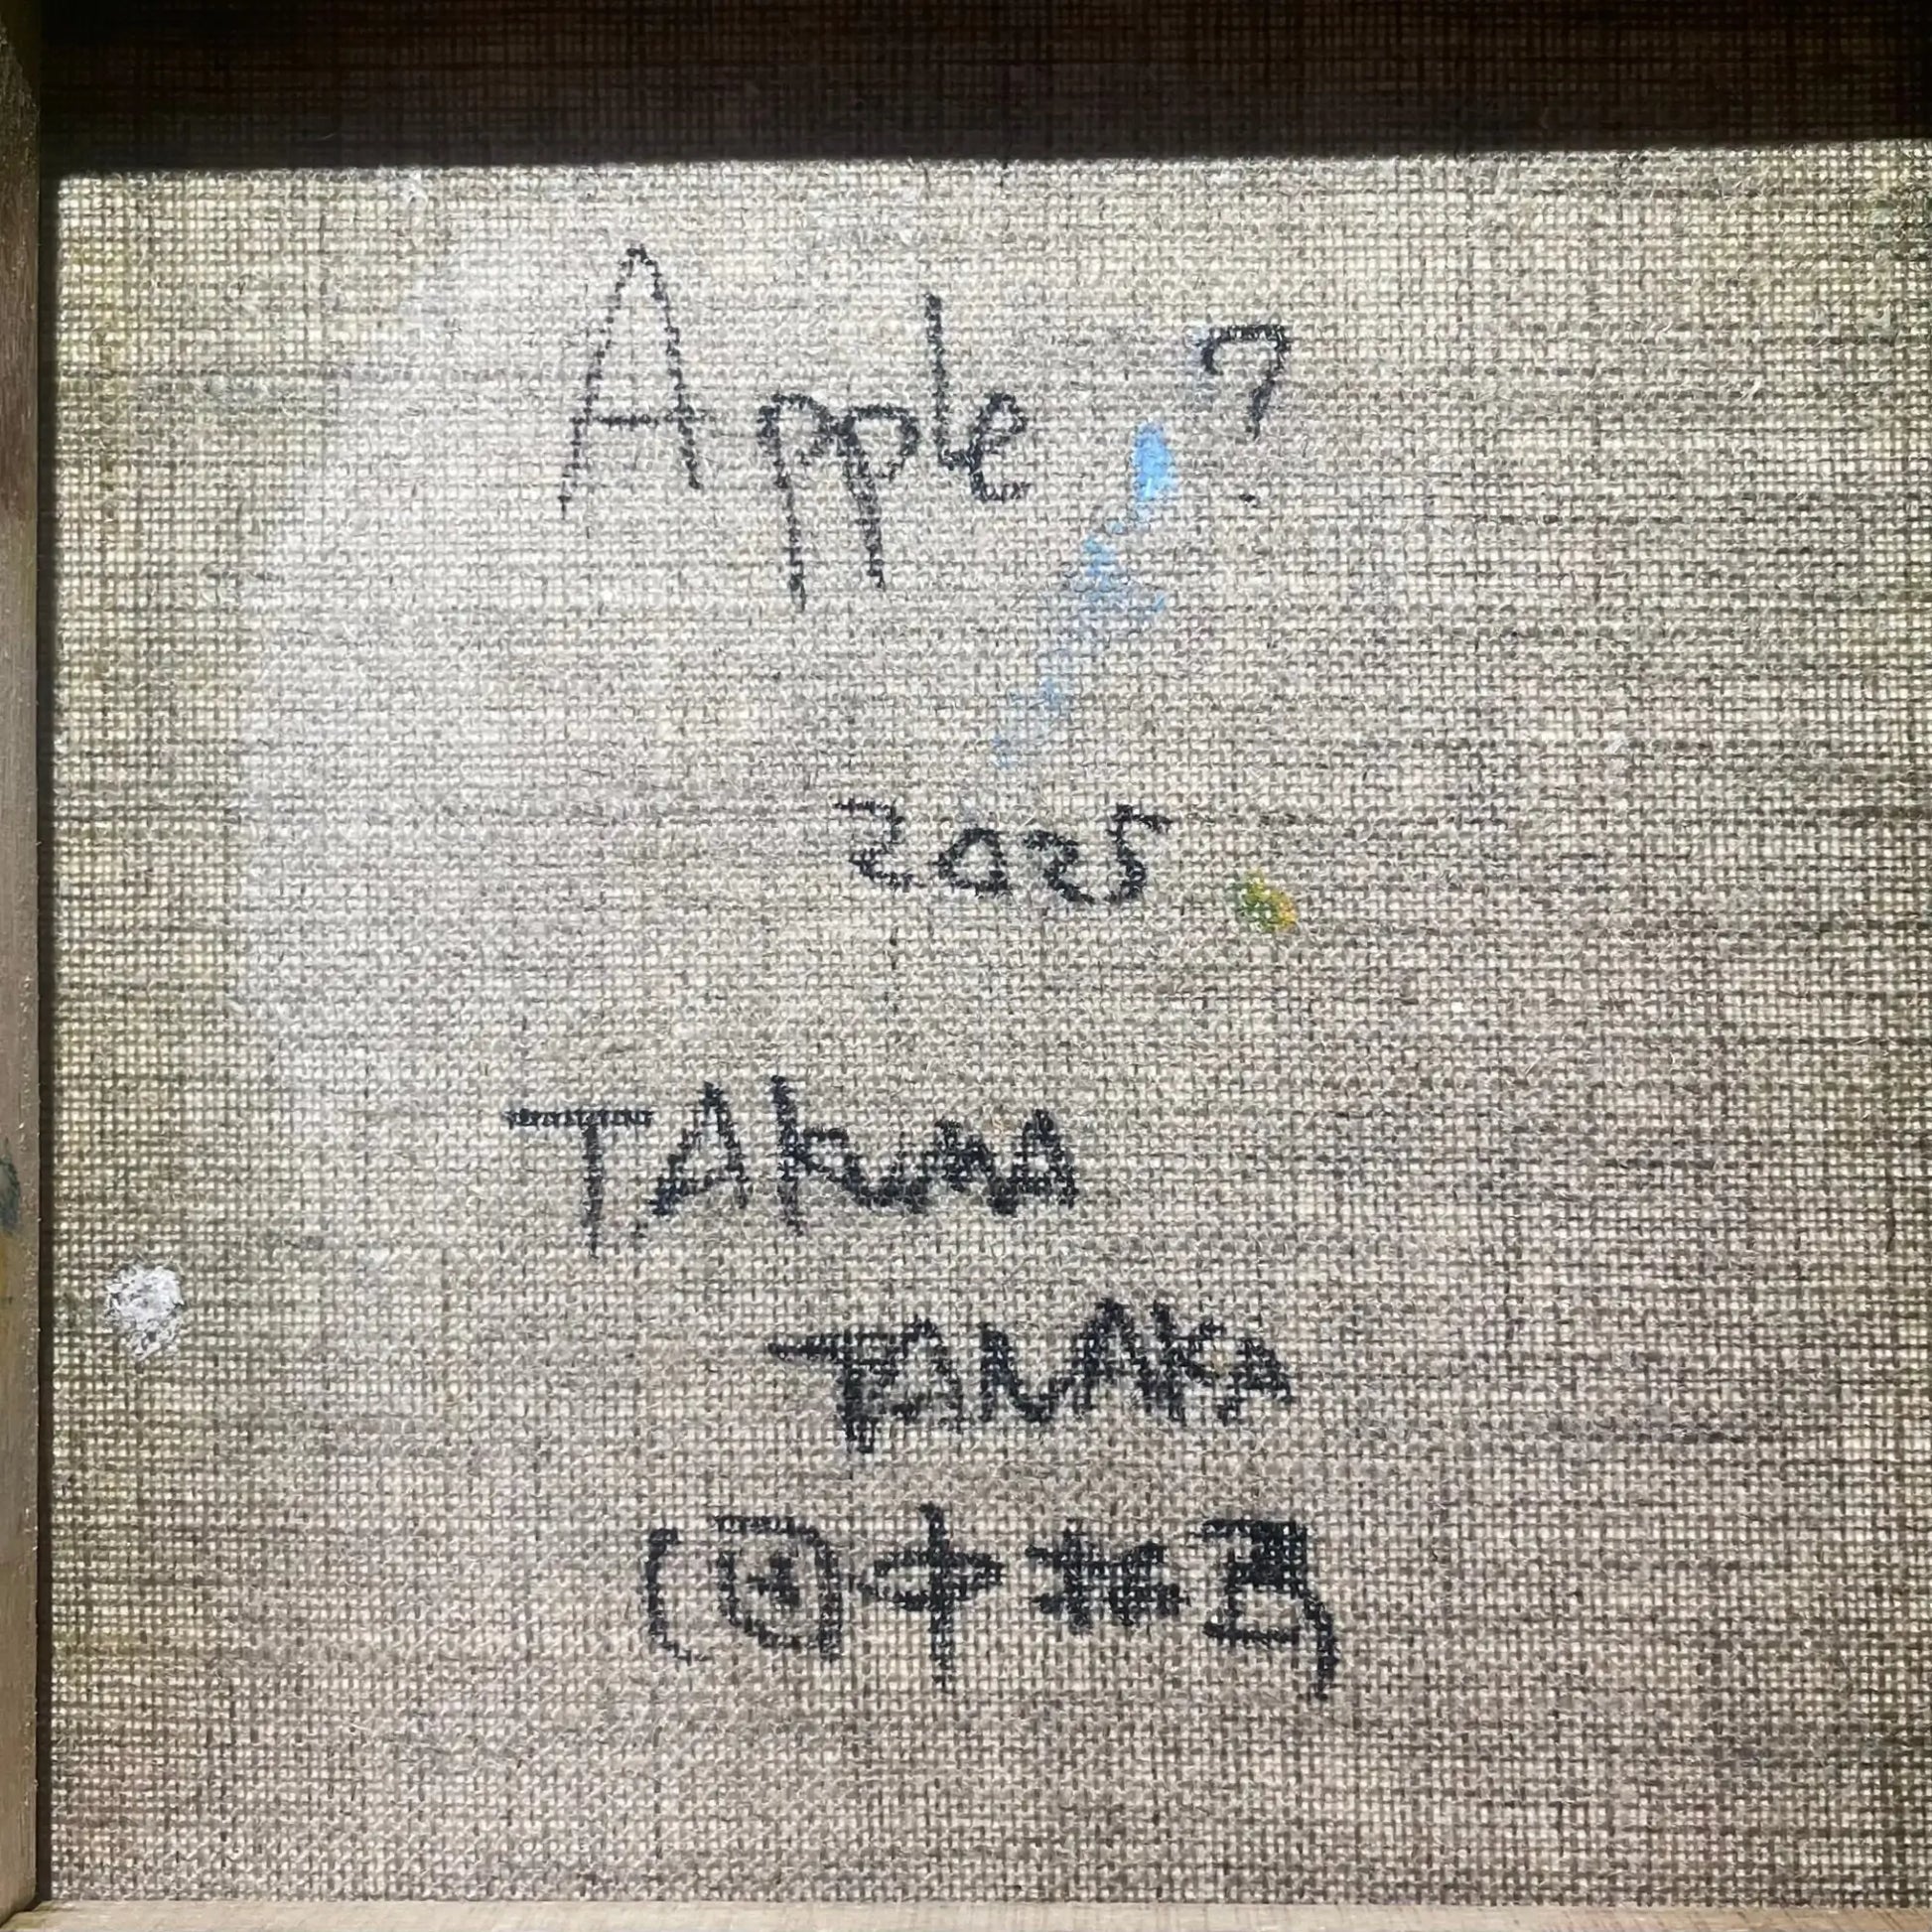 Apple ?
2025
TAkuma
TANAKA
田中拓馬